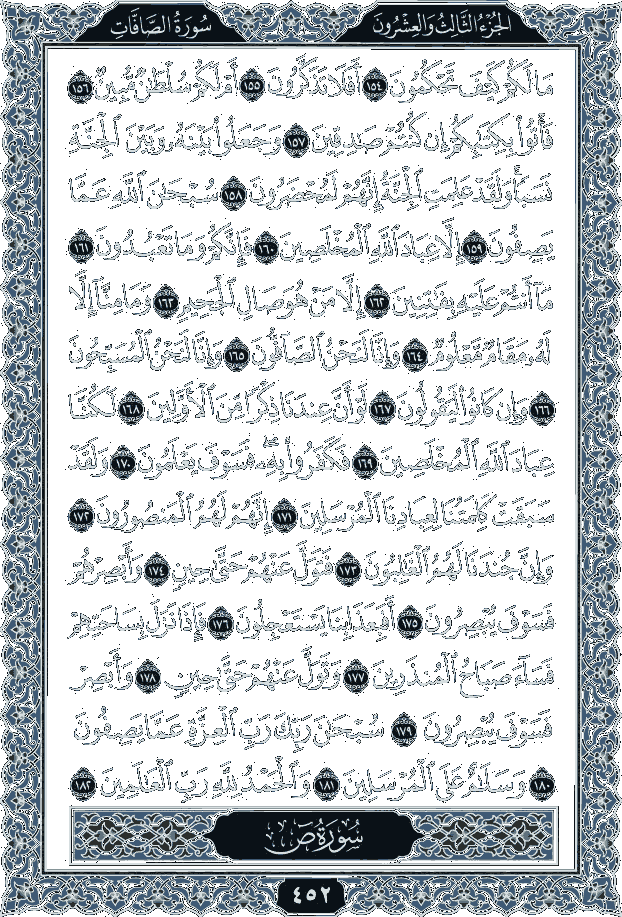 الجزء الثالث والعشرون
سورة الصافات
مَا لَكُمْ كَيْفَ تَحْكُمُونَ ١٥٤ أَفَلَا تَذَكَّرُونَ ١٥٥ أَمْ لَكُمْ سُلْطَٰنٌ مُّبِينٌ ١٥٦
فَأْتُوا۟ بِكِتَٰبِكُمْ إِن كُنتُمْ صَٰدِقِينَ ١٥٧ وَجَعَلُوا۟ بَيْنَهُۥ وَبَيْنَ ٱلْجِنَّةِ
نَسَبًا وَلَقَدْ عَلِمَتِ ٱلْجِنَّةُ إِنَّهُمْ لَمُحْضَرُونَ ١٥٨ سُبْحَٰنَ ٱللَّهِ عَمَّا
يَصِفُونَ ١٥٩ إِلَّا عِبَادَ ٱللَّهِ ٱلْمُخْلَصِينَ ١٦٠ فَإِنَّكُمْ وَمَا تَعْبُدُونَ ١٦١
مَآ أَنتُمْ عَلَيْهِ بِفَٰتِنِينَ ١٦٢ إِلَّا مَنْ هُوَ صَالِ ٱلْجَحِيمِ ١٦٣ وَمَا مِنَّآ إِلَّا
لَهُۥ مَقَامٌ مَّعْلُومٌ ١٦٤ وَإِنَّا لَنَحْنُ ٱلصَّآفُّونَ ١٦٥ وَإِنَّا لَنَحْنُ ٱلْمُسَبِّحُونَ
١٦٦ وَإِن كَانُوا۟ لَيَقُولُونَ ١٦٧ لَوْ أَنَّ عِندَنَا ذِكْرًا مِّنَ ٱلْأَوَّلِينَ ١٦٨ لَكُنَّا
عِبَادَ ٱللَّهِ ٱلْمُخْلَصِينَ ١٦٩ فَكَفَرُوا۟ بِهِۦ ۖ فَسَوْفَ يَعْلَمُونَ ١٧٠ وَلَقَدْ
سَبَقَتْ كَلِمَتُنَا لِعِبَادِنَا ٱلْمُرْسَلِينَ ١٧١ إِنَّهُمْ لَهُمُ ٱلْمَنصُورُونَ ١٧٢
وَإِنَّ جُندَنَا لَهُمُ ٱلْغَٰلِبُونَ ١٧٣ فَتَوَلَّ عَنْهُمْ حَتَّىٰ حِينٍ ١٧٤ وَأَبْصِرْهُمْ
فَسَوْفَ يُبْصِرُونَ ١٧٥ أَفَبِعَذَابِنَا يَسْتَعْجِلُونَ ١٧٦ فَإِذَا نَزَلَ بِسَاحَتِهِمْ
فَسَآءَ صَبَاحُ ٱلْمُنذَرِينَ ١٧٧ وَتَوَلَّ عَنْهُمْ حَتَّىٰ حِينٍ ١٧٨ وَأَبْصِرْ
فَسَوْفَ يُبْصِرُونَ ١٧٩ سُبْحَٰنَ رَبِّكَ رَبِّ ٱلْعِزَّةِ عَمَّا يَصِفُونَ
١٨٠ وَسَلَٰمٌ عَلَى ٱلْمُرْسَلِينَ ١٨١ وَٱلْحَمْدُ لِلَّهِ رَبِّ ٱلْعَٰلَمِينَ ١٨٢
سُورَةُ صٓ
٤٥٢